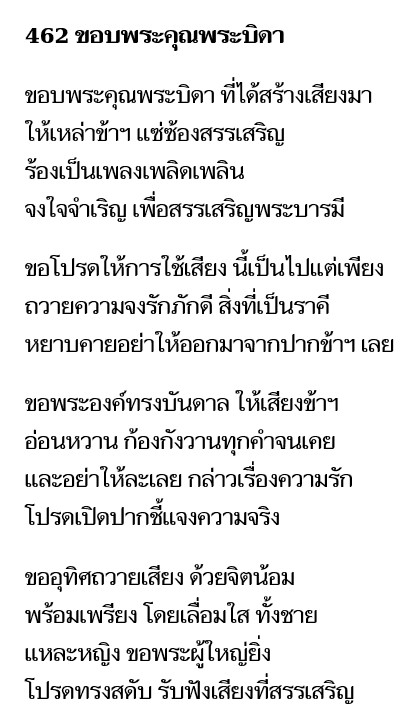 462 ขอบพระคุณพระบิดา
ขอบพระคุณพระบิดา ที่ได้สร้างเสียงมา
ให้เหล่าข้าฯ แซ่ซ้องสรรเสริญ
ร้องเป็นเพลงเพลิดเพลิน
จงใจจำเริญ เพื่อสรรเสริญพระบารมี
ขอโปรดให้การใช้เสียง นี้เป็นไปแต่เพียง
ถวายความจงรักภักดี สิ่งที่เป็นราคี
หยาบคายอย่าให้ออกมาจากปากข้าฯ เลย
ขอพระองค์ทรงบันดาล ให้เสียงข้าฯ
อ่อนหวาน ก้องกังวานทุกคำจนเคย
และอย่าให้ละเลย กล่าวเรื่องความรัก
โปรดเปิดปากชี้แจงความจริง
ขออุทิศถวายเสียง ด้วยจิตน้อม
พร้อมเพรียง โดยเลื่อมใส ทั้งชาย
แหละหญิง ขอพระผู้ใหญ่ยิ่ง
โปรดทรงสดับ รับฟังเสียงที่สรรเสริญ